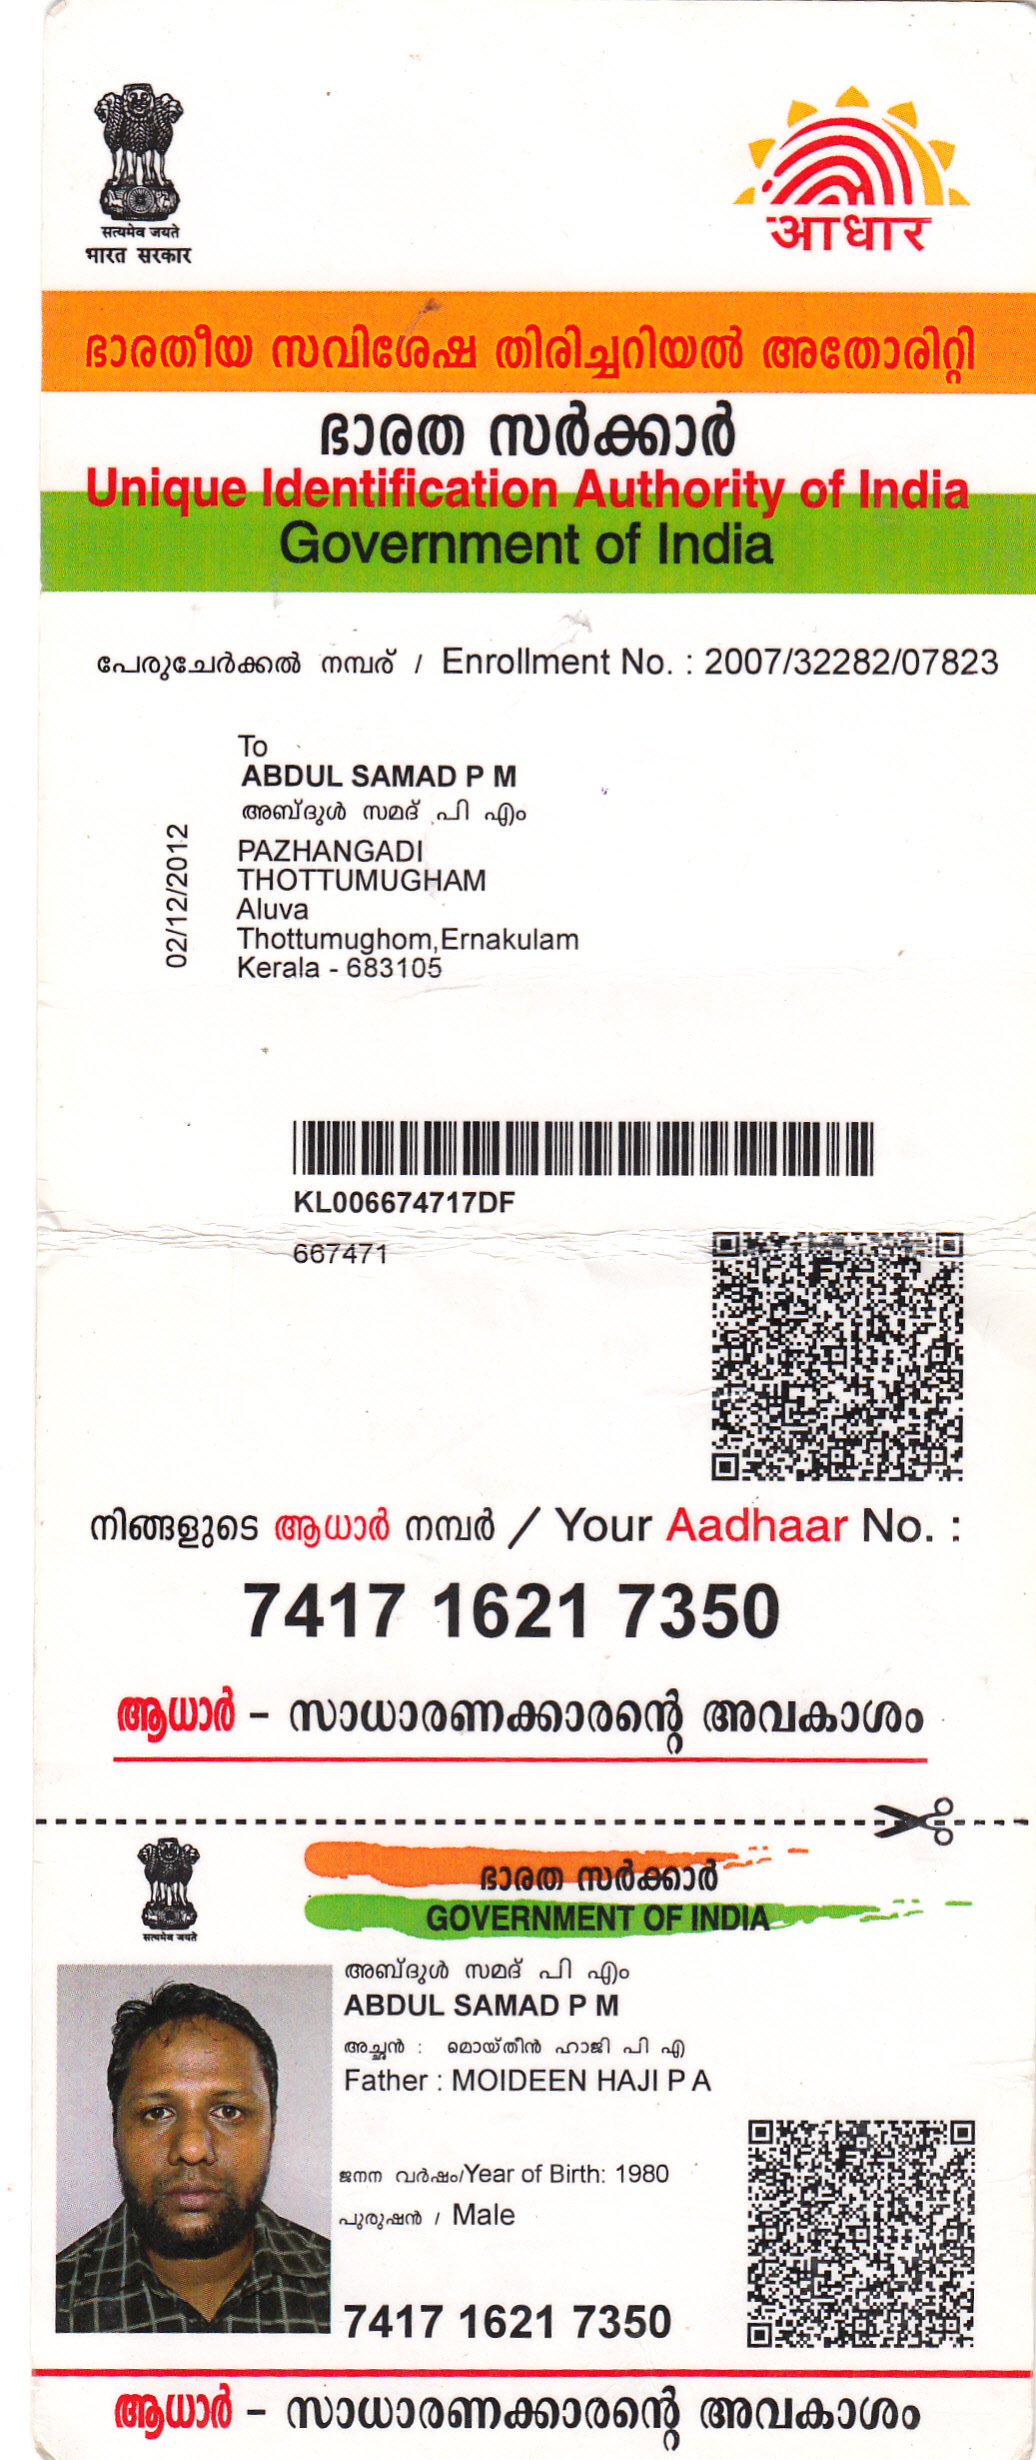 सत्यमेव जयते
भारत सरकार
आधार
ഭാരതീയ സവിശേഷ തിരിച്ചറിയൽ അതോരിറ്റി
ഭാരത സർക്കാർ
Unique Identification Authority of India
Government of India
പേരുചേർക്കൽ നമ്പര് / Enrollment No. : 2007/32282/07823
To
ABDUL SAMAD P M
അബ്ദുൾ സമദ് പി എം
PAZHANGADI
THOTTUMUGHAM
Aluva
Thottumughom,Ernakulam
Kerala - 683105
02/12/2012
KL006674717DF
667471
നിങ്ങളുടെ ആധാർ നമ്പർ / Your Aadhaar No. :
7417 1621 7350
ആധാർ - സാധാരണക്കാരന്റെ അവകാശം
ഭാരത സർക്കാർ
GOVERNMENT OF INDIA
सत्यमेव जयते
അബ്ദുൾ സമദ് പി എം
ABDUL SAMAD P M
അച്ഛൻ : മൊയ്തീൻ ഹാജി പി എ
Father : MOIDEEN HAJI P A
ജനന വർഷം/Year of Birth: 1980
പുരുഷൻ / Male
7417 1621 7350
ആധാർ - സാധാരണക്കാരന്റെ അവകാശം